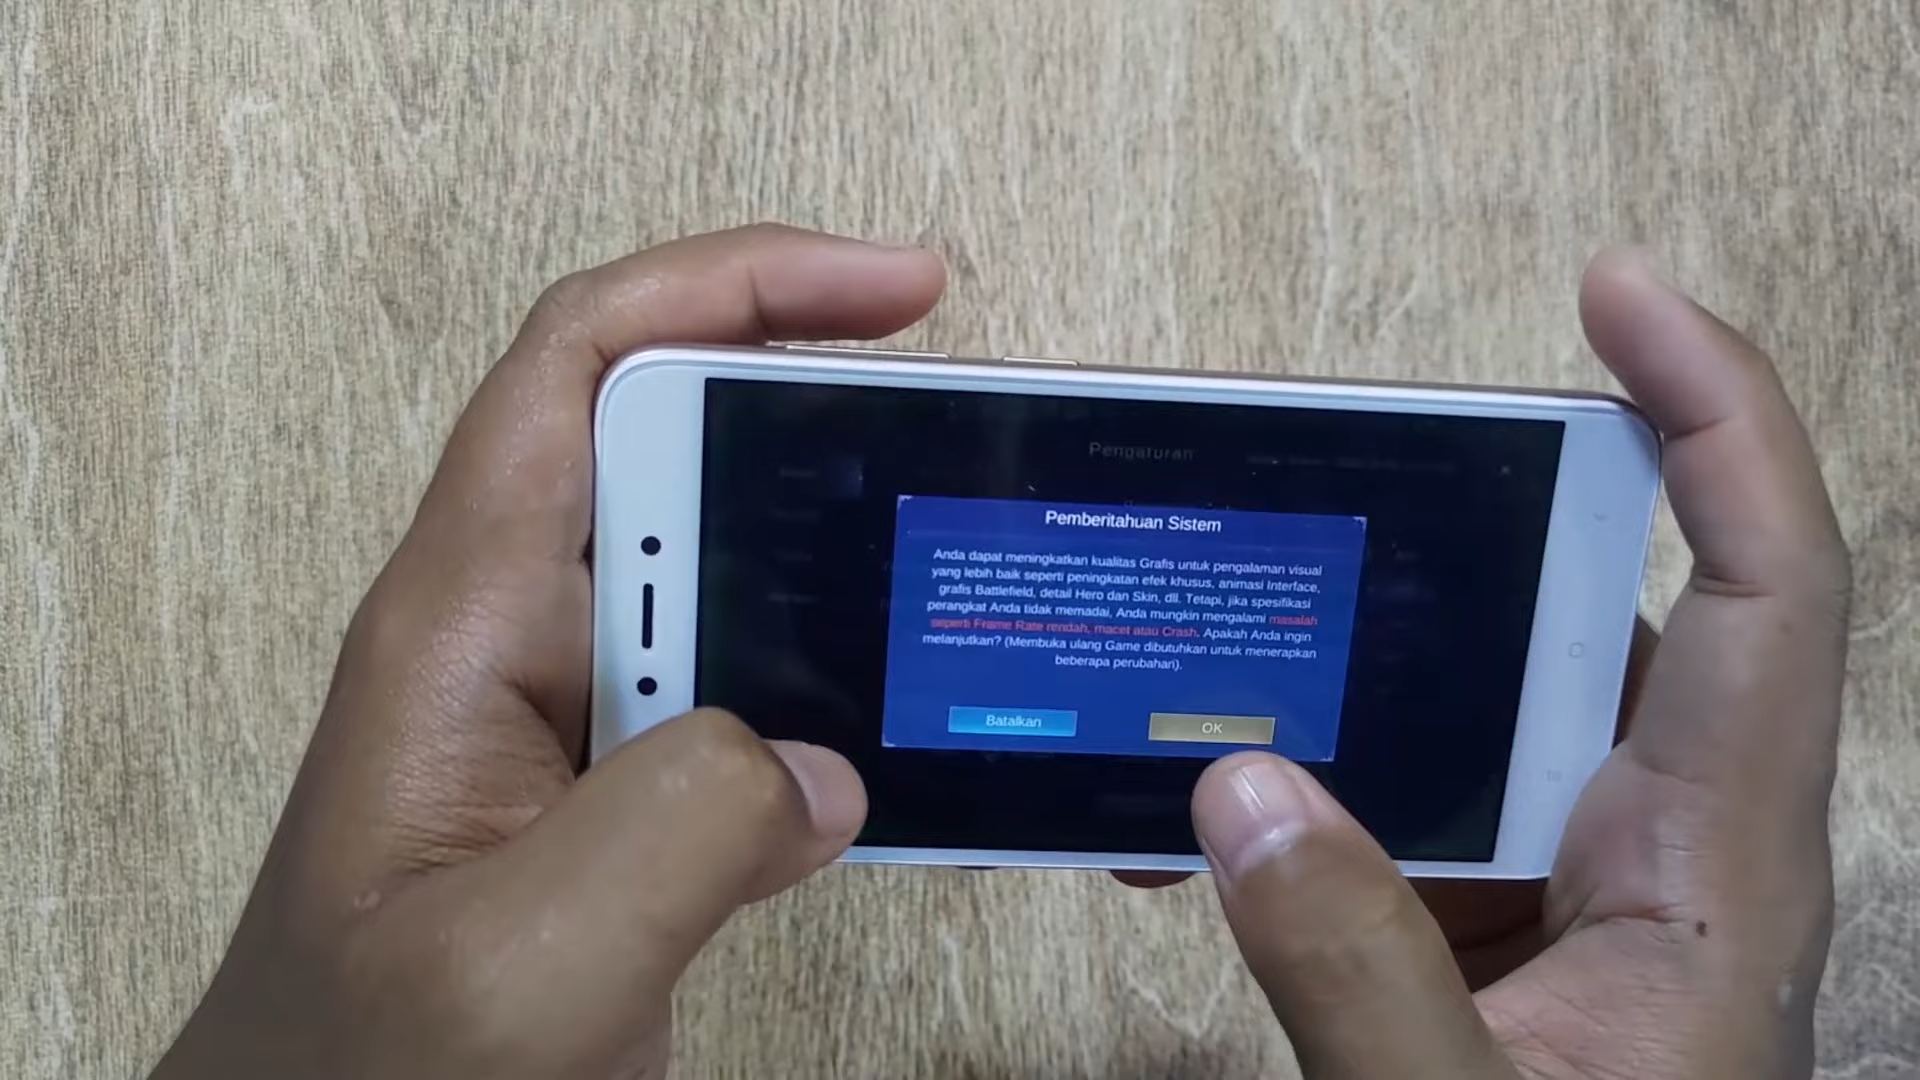 Pengaturan
Pemberitahuan Sistem
Anda dapat meningkatkan kualitas Grafis untuk pengalaman visual
yang lebih baik seperti peningkatan efek khusus, animasi Interface,
grafis Battlefield, detail Hero dan Skin, dll. Tetapi, jika spesifikasi
perangkat Anda tidak memadai, Anda mungkin mengalami masalah
seperti Frame Rate rendah, macet atau Crash. Apakah Anda ingin
melanjutkan? (Membuka ulang Game dibutuhkan untuk menerapkan
beberapa perubahan).
Batalkan
OK